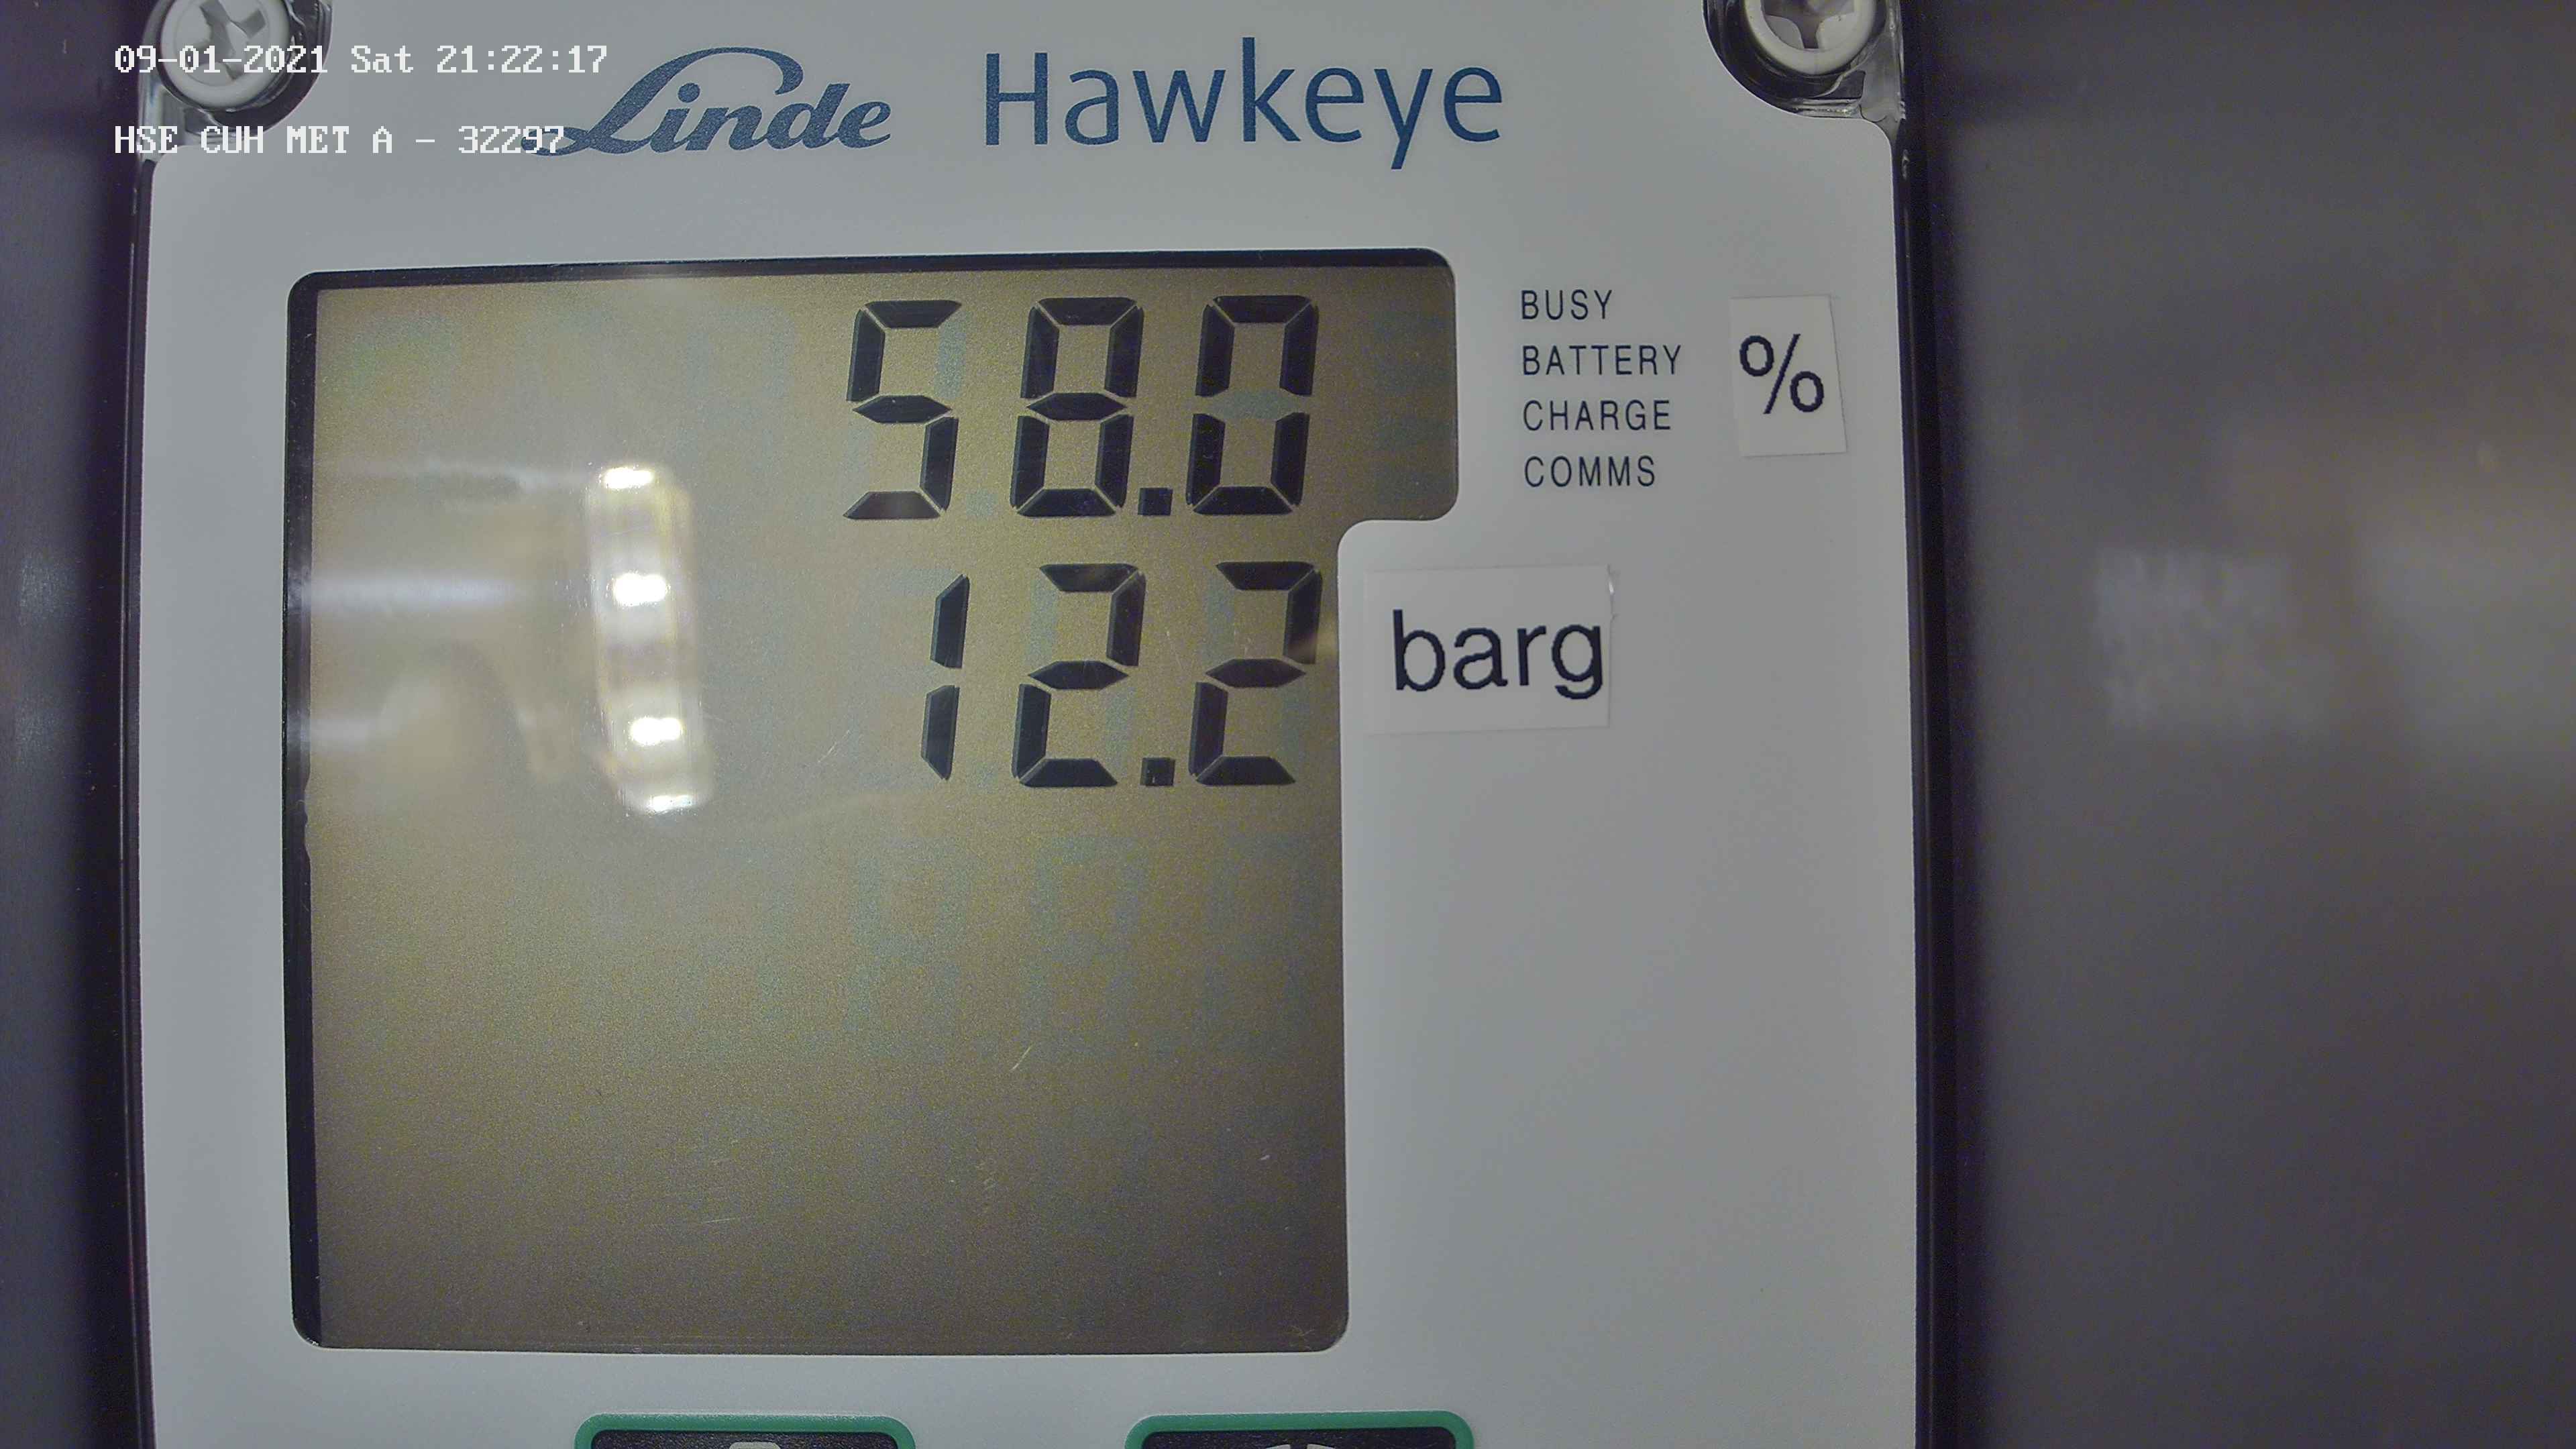 09-01-2021 Sat 21:22:17
Linde Hawkeye
HSE CUH MET A - 32297
58.0
BUSY
BATTERY
CHARGE
COMMS
%
12.2
barg